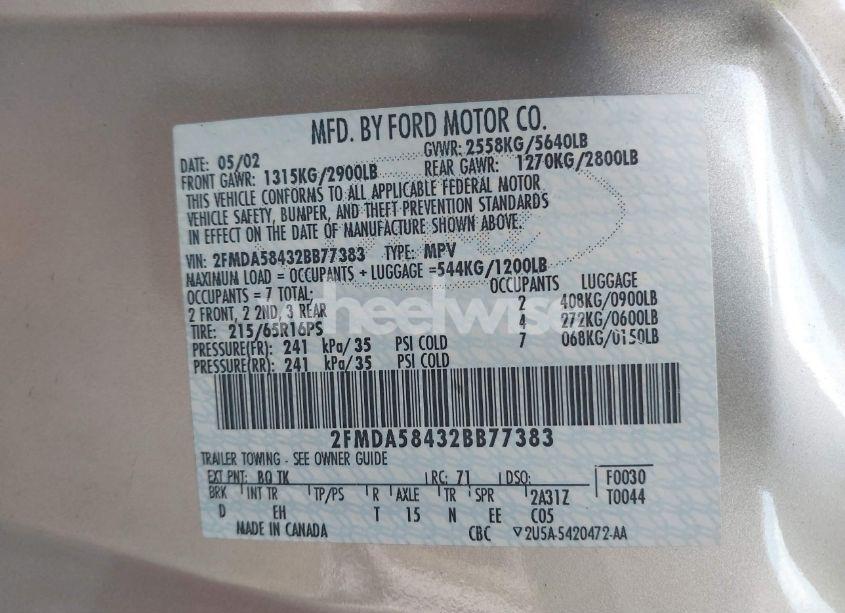 MFD. BY FORD MOTOR CO.
DATE: 05/02 GVWR: 2558KG/5640LB
FRONT GAWR: 1315KG/2900LB REAR GAWR: 1270KG/2800LB
THIS VEHICLE CONFORMS TO ALL APPLICABLE FEDERAL MOTOR
VEHICLE SAFETY, BUMPER, AND THEFT PREVENTION STANDARDS
IN EFFECT ON THE DATE OF MANUFACTURE SHOWN ABOVE.
VIN: 2FMDA58432BB77383 TYPE: MPV
MAXIMUM LOAD = OCCUPANTS + LUGGAGE =544KG/1200LB
OCCUPANTS = 7 TOTAL; OCCUPANTS LUGGAGE
2 FRONT, 2 2ND, 3 REAR 2 408KG/0900LB
TIRE: 215/65R16PS 4 272KG/0600LB
PRESSURE(FR): 241 kPa/35 PSI COLD 7 068KG/0150LB
PRESSURE(RR): 241 kPa/35 PSI COLD
wheelwise
2FMDA58432BB77383
TRAILER TOWING - SEE OWNER GUIDE
EXT PNT: BQ TK RC: 71 DSO: F0030
BRK INT TR TP/PS R AXLE TR SPR 2A31Z T0044
D EH T 15 N EE C05
MADE IN CANADA CBC ▽2U5A-5420472-AA